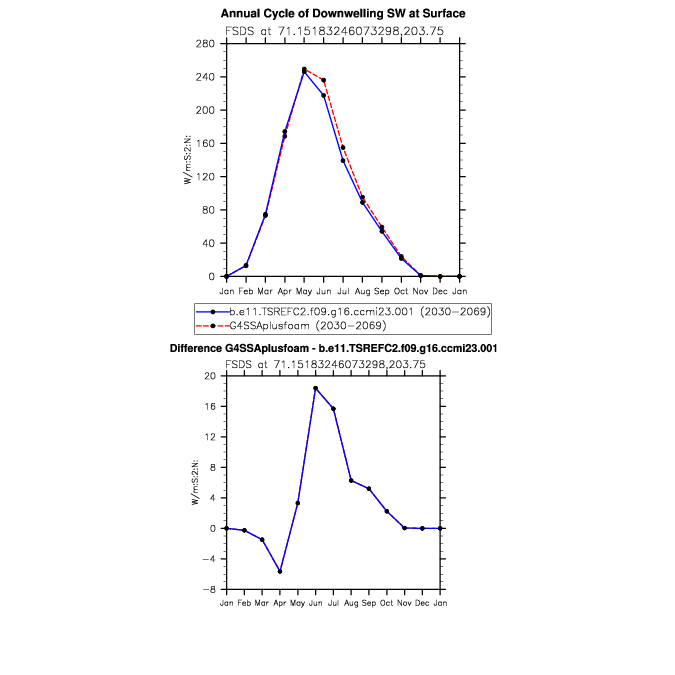 Annual Cycle of Downwelling SW at Surface
FSDS at 71.15183246073298,203.75
280
240
200
160
120
80
40
0
W/m:S:2:N:
Jan Feb Mar Apr May Jun Jul Aug Sep Oct Nov Dec Jan
b.e11.TSREFC2.f09.g16.ccmi23.001 (2030-2069)
G4SSAplusfoam (2030-2069)
Difference G4SSAplusfoam - b.e11.TSREFC2.f09.g16.ccmi23.001
FSDS at 71.15183246073298,203.75
20
16
12
8
4
0
-4
-8
W/m:S:2:N:
Jan Feb Mar Apr May Jun Jul Aug Sep Oct Nov Dec Jan